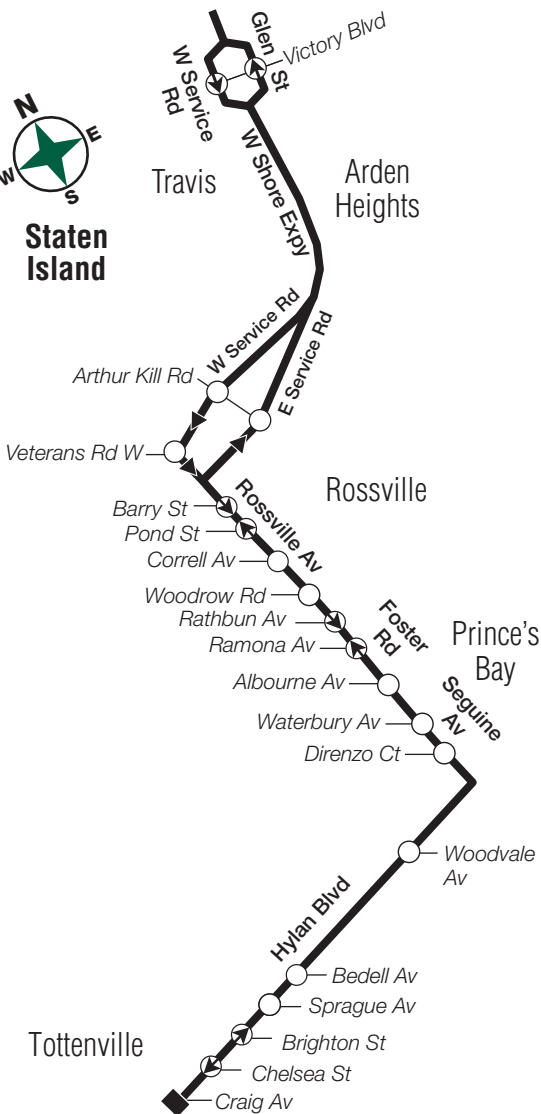 Glen St
Victory Blvd
W Service
Rd
N
E
W
S
Staten
Island
Travis
W Shore Expy
Arden
Heights
W Service Rd
E Service Rd
Arthur Kill Rd
Veterans Rd W
Rossville
Barry St
Rossville Av
Pond St
Correll Av
Woodrow Rd
Rathbun Av
Foster
Rd
Ramona Av
Prince's
Bay
Albourne Av
Seguine
Av
Waterbury Av
Direnzo Ct
Woodvale
Av
Hylan Blvd
Bedell Av
Sprague Av
Brighton St
Tottenville
Chelsea St
Craig Av